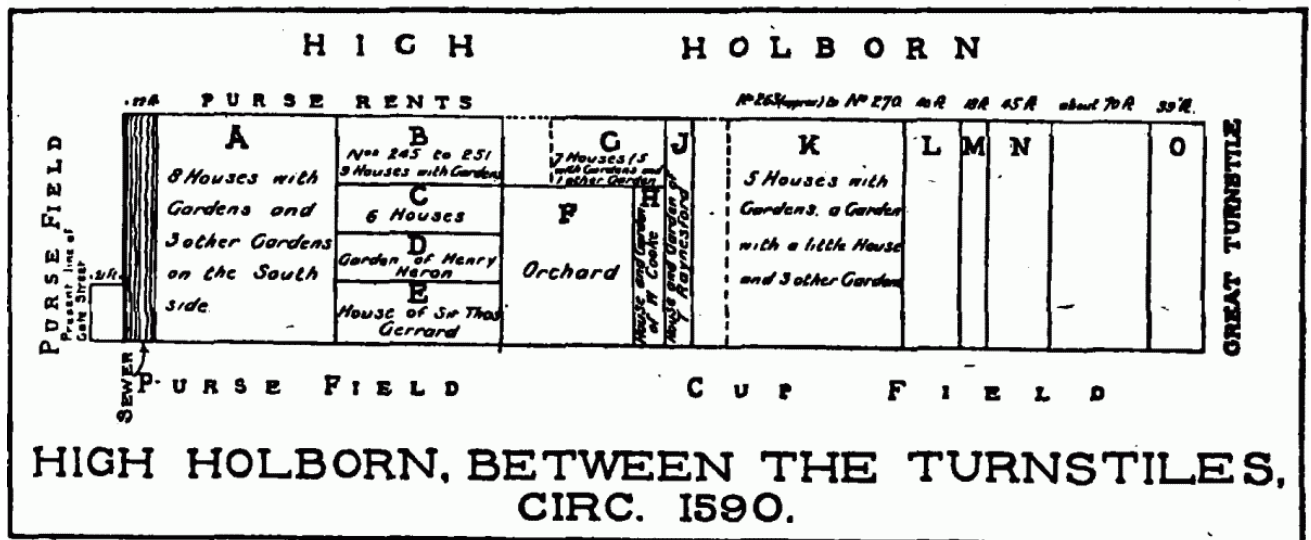 HIGH HOLBORN
PURSE RENTS
Nº 263 (approx) to Nº 270
40 ft
18 ft
45 ft
about 70 ft
39 ft.
PURSE FIELD
Present line of
Gate Street
SEWER
A
8 Houses with
Gardens and
3 other Gardens
on the South
side
B
Nos 245 to 251
9 Houses with Gardens
C
6 Houses
D
Garden of Henry
Heron
E
House of Sir Thos
Gerrard
F
Orchard
G
7 Houses 15
with Gardens and
1 other Garden
H
House and Garden
of W Cooke
J
House and Garden of
Raynesford
K
5 Houses with
Gardens, a Garden
with a little House
and 3 other Gardens
L
M
N
O
GREAT TURNSTILE
PURSE FIELD
CUP FIELD
HIGH HOLBORN, BETWEEN THE TURNSTILES,
CIRC. 1590.